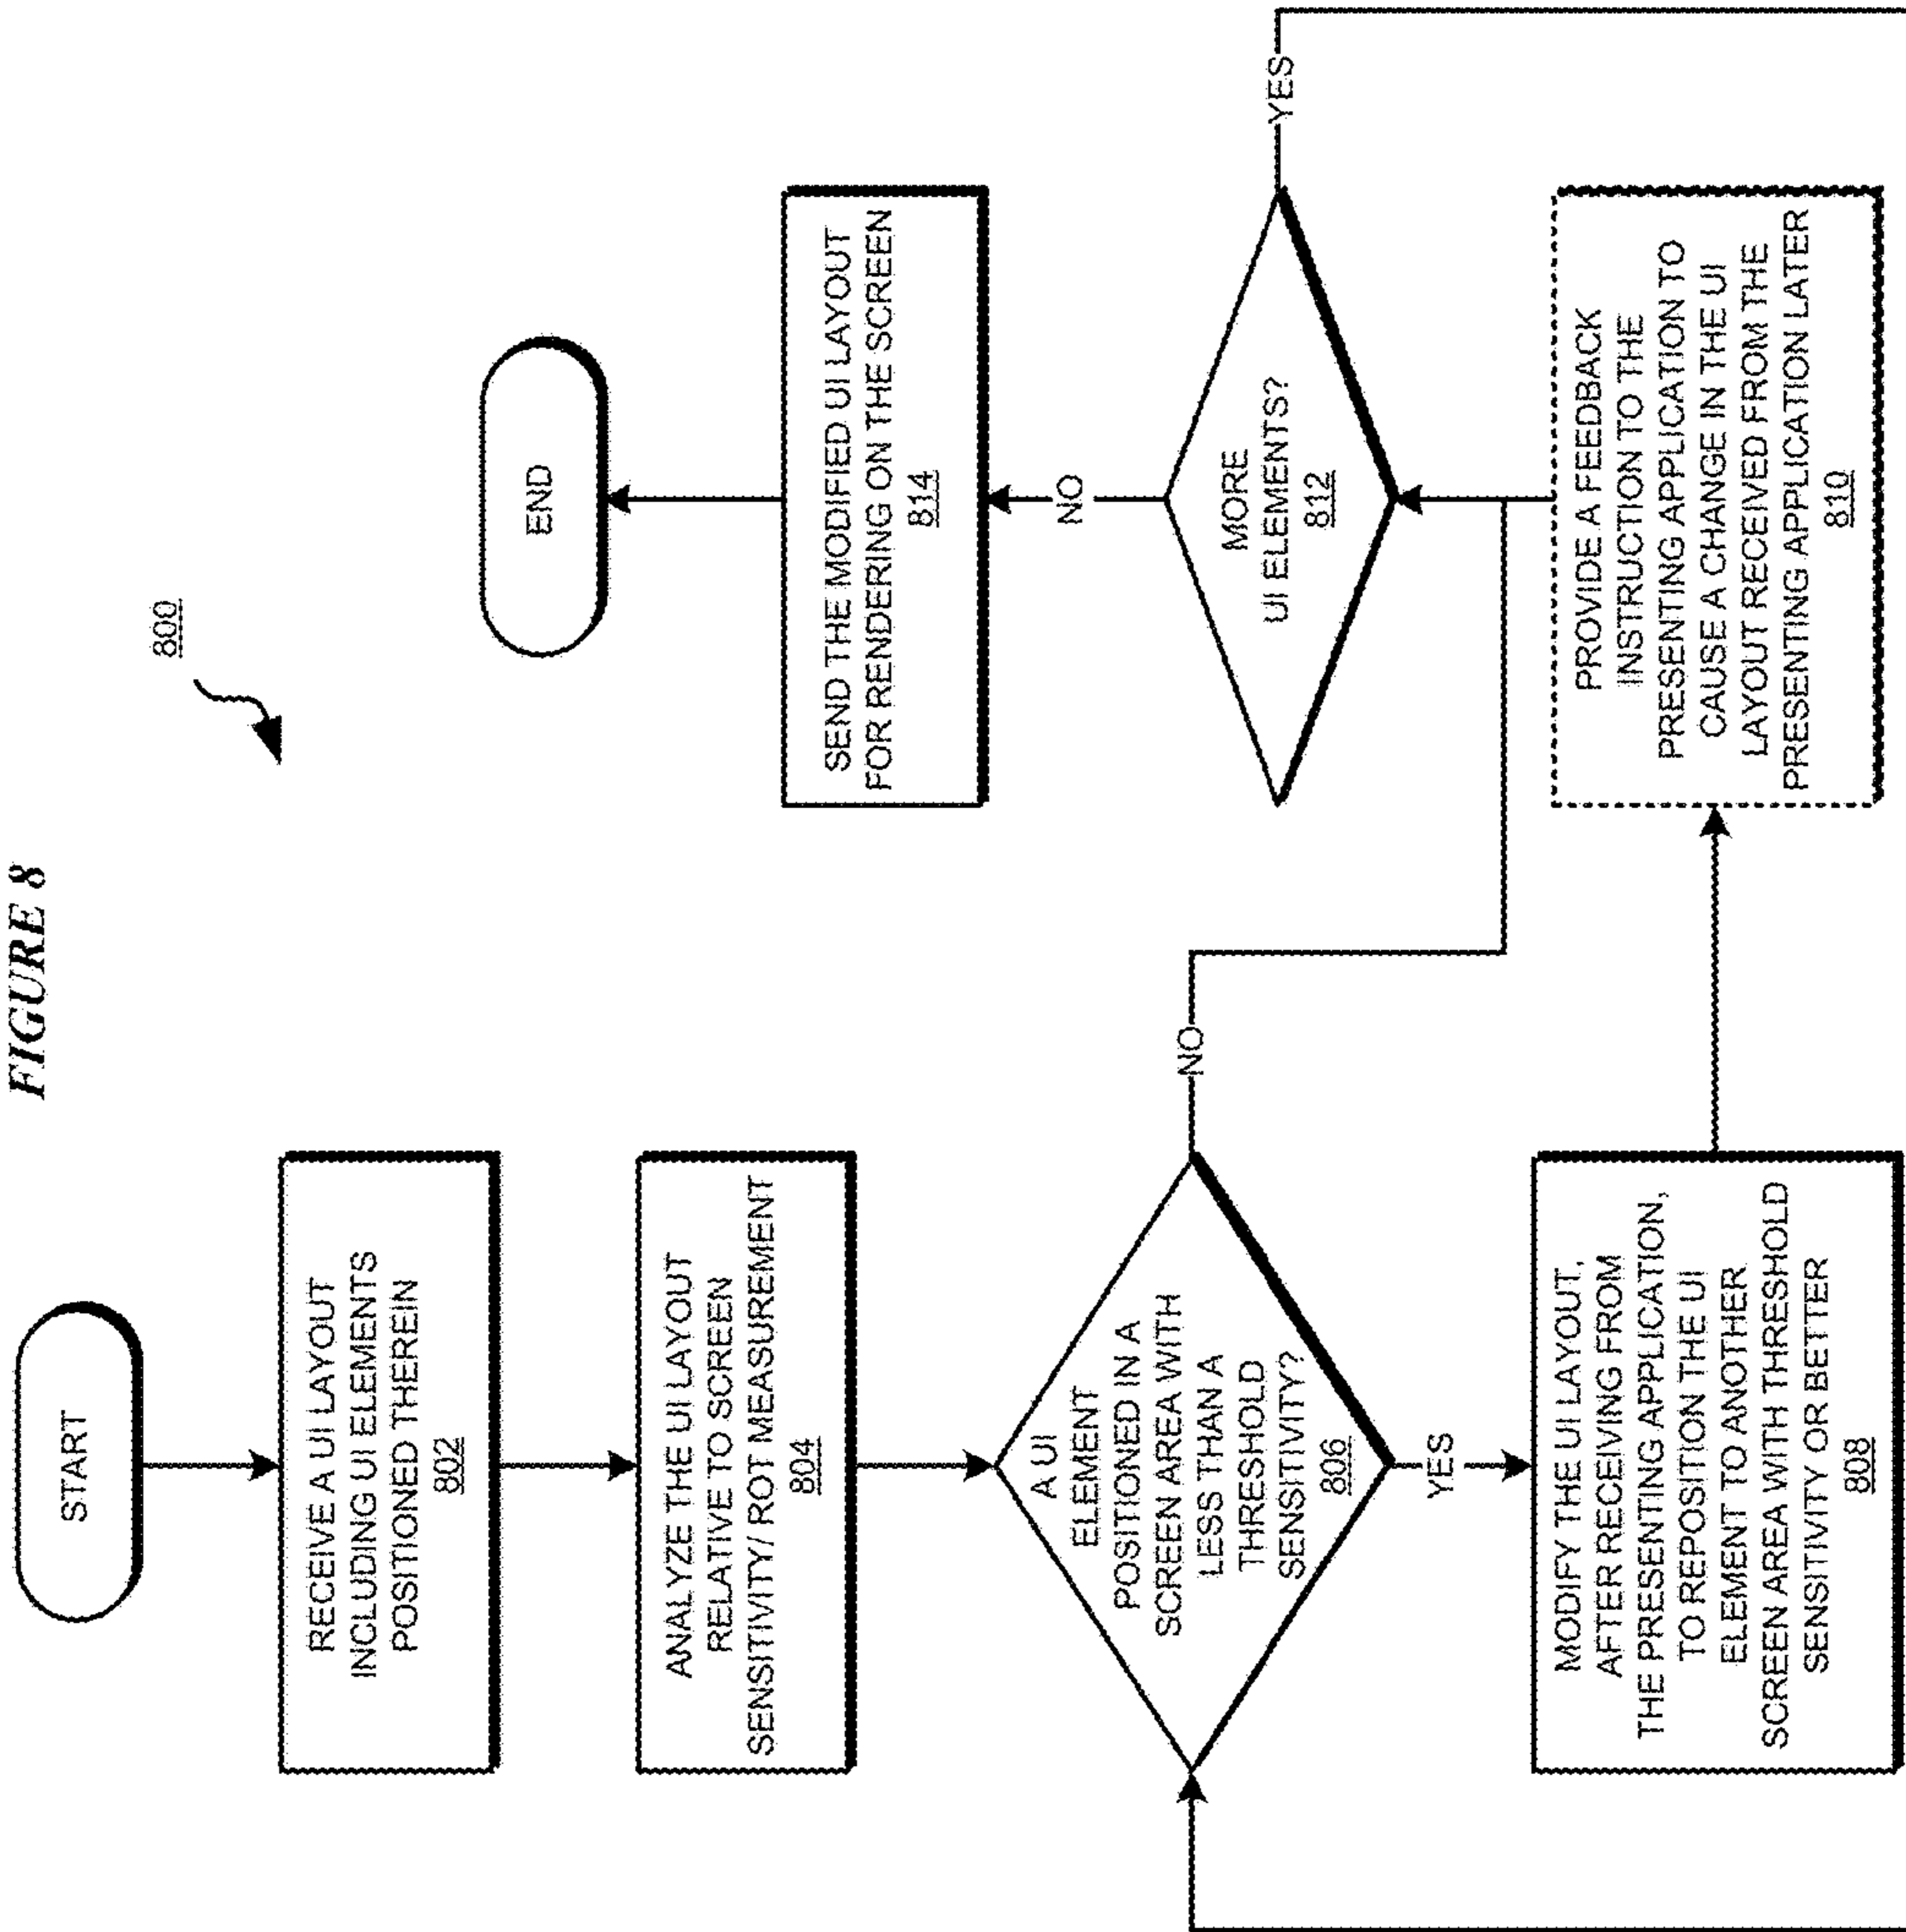 FIGURE 8
800
START
RECEIVE A UI LAYOUT
INCLUDING UI ELEMENTS
POSITIONED THEREIN
802
ANALYZE THE UI LAYOUT
RELATIVE TO SCREEN
SENSITIVITY/ ROT MEASUREMENT
804
A UI
ELEMENT
POSITIONED IN A
SCREEN AREA WITH
LESS THAN A
THRESHOLD
SENSITIVITY?
806
NO
YES
MODIFY THE UI LAYOUT,
AFTER RECEIVING FROM
THE PRESENTING APPLICATION,
TO REPOSITION THE UI
ELEMENT TO ANOTHER
SCREEN AREA WITH THRESHOLD
SENSITIVITY OR BETTER
808
PROVIDE A FEEDBACK
INSTRUCTION TO THE
PRESENTING APPLICATION TO
CAUSE A CHANGE IN THE UI
LAYOUT RECEIVED FROM THE
PRESENTING APPLICATION LATER
810
MORE
UI ELEMENTS?
812
YES
NO
SEND THE MODIFIED UI LAYOUT
FOR RENDERING ON THE SCREEN
814
END